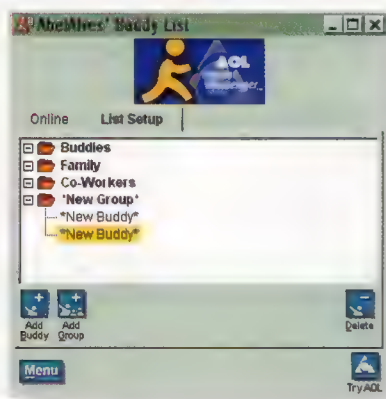 AbeAlves' Buddy List
AOL
Online
List Setup
Buddies
Family
Co-Workers
*New Group*
*New Buddy*
*New Buddy*
Add Buddy
Add Group
Delete
Menu
Try AOL